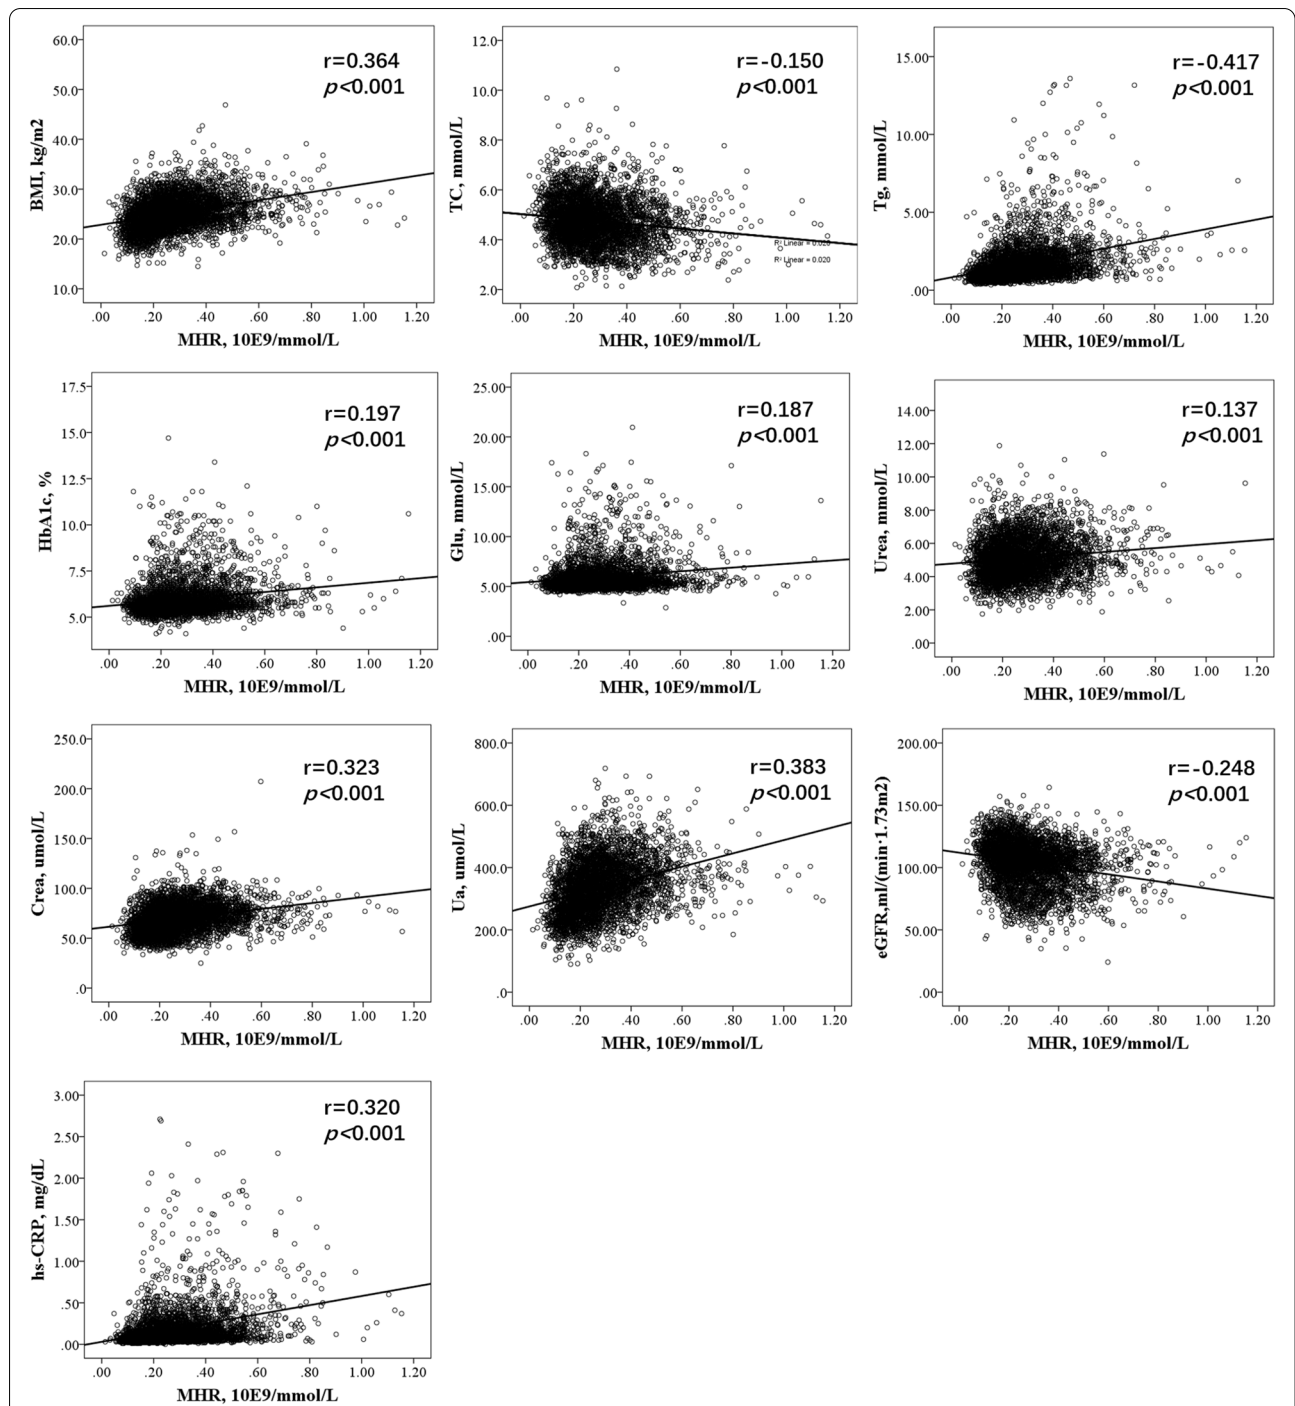 60.0
50.0
40.0
30.0
20.0
10.0
BMI, kg/m2
r=0.364
p<0.001
.00 .20 .40 .60 .80 1.00 1.20
MHR, 10E9/mmol/L
12.0
10.0
8.0
6.0
4.0
2.0
TC, mmol/L
r=-0.150
p<0.001
R² Linear = 0.020
R² Linear = 0.020
.00 .20 .40 .60 .80 1.00 1.20
MHR, 10E9/mmol/L
15.00
10.00
5.00
.00
Tg, mmol/L
r=-0.417
p<0.001
.00 .20 .40 .60 .80 1.00 1.20
MHR, 10E9/mmol/L
17.5
15.0
12.5
10.0
7.5
5.0
HbA1c, %
r=0.197
p<0.001
.00 .20 .40 .60 .80 1.00 1.20
MHR, 10E9/mmol/L
25.00
20.00
15.00
10.00
5.00
.00
Glu, mmol/L
r=0.187
p<0.001
.00 .20 .40 .60 .80 1.00 1.20
MHR, 10E9/mmol/L
14.00
12.00
10.00
8.00
6.00
4.00
2.00
.00
Urea, mmol/L
r=0.137
p<0.001
.00 .20 .40 .60 .80 1.00 1.20
MHR, 10E9/mmol/L
250.0
200.0
150.0
100.0
50.0
.0
Crea, umol/L
r=0.323
p<0.001
.00 .20 .40 .60 .80 1.00 1.20
MHR, 10E9/mmol/L
800.0
600.0
400.0
200.0
.0
Ua, umol/L
r=0.383
p<0.001
.00 .20 .40 .60 .80 1.00 1.20
MHR, 10E9/mmol/L
200.00
150.00
100.00
50.00
.00
eGFR,ml/(min·1.73m2)
r=-0.248
p<0.001
.00 .20 .40 .60 .80 1.00 1.20
MHR, 10E9/mmol/L
3.00
2.50
2.00
1.50
1.00
.50
.00
hs-CRP, mg/dL
r=0.320
p<0.001
.00 .20 .40 .60 .80 1.00 1.20
MHR, 10E9/mmol/L